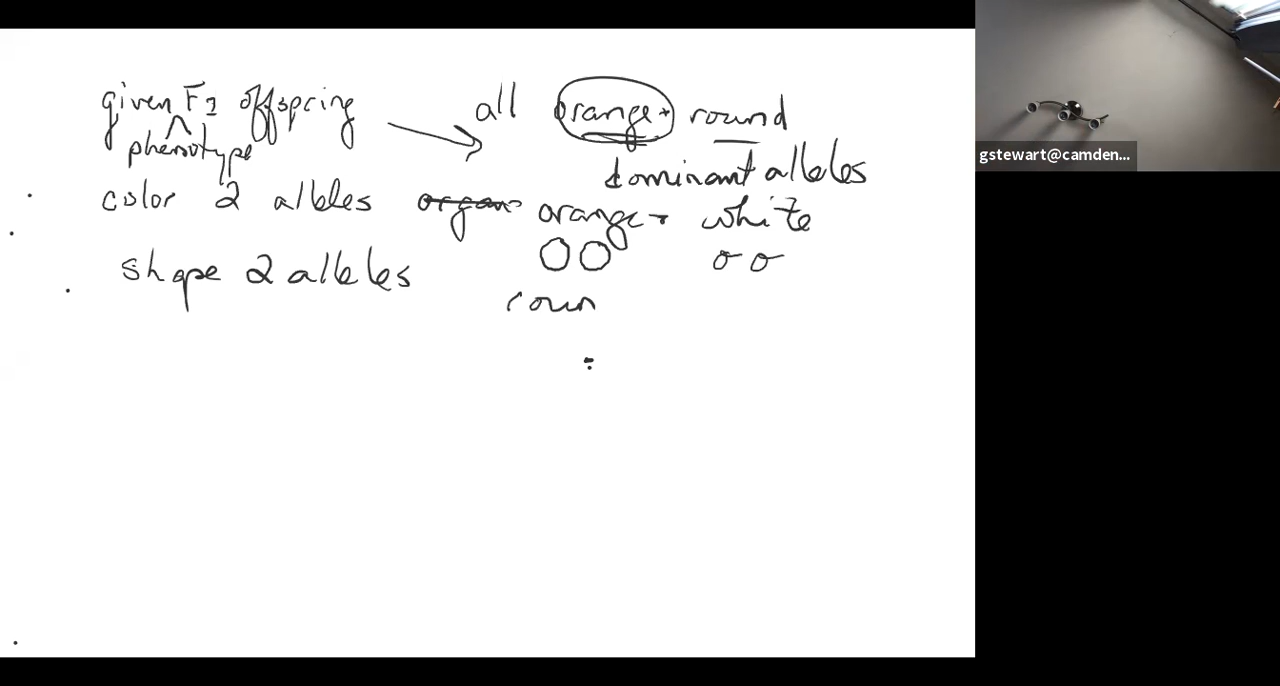 given F1 offspring → all orange + round
phenotype
dominant alleles
color 2 alleles orange + white
OO oo
shape 2 alleles
roun
gstewart@camden...